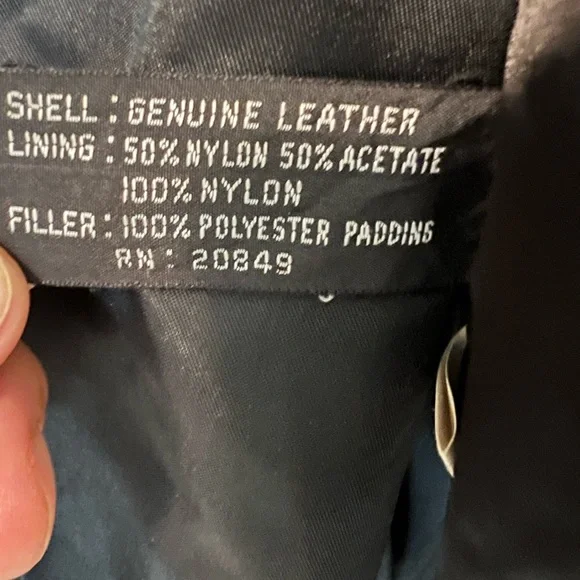 SHELL : GENUINE LEATHER
LINING : 50% NYLON 50% ACETATE
100% NYLON
FILLER : 100% POLYESTER PADDING
RN : 20849